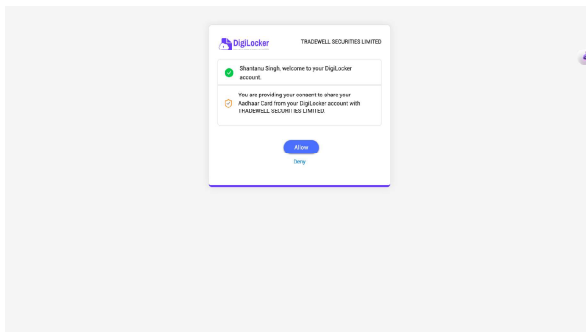 DigiLocker
TRADEWELL SECURITIES LIMITED
Shantanu Singh, welcome to your DigiLocker
account.
You are providing your consent to share your
Aadhaar Card from your DigiLocker account with
TRADEWELL SECURITIES LIMITED.
Allow
Deny